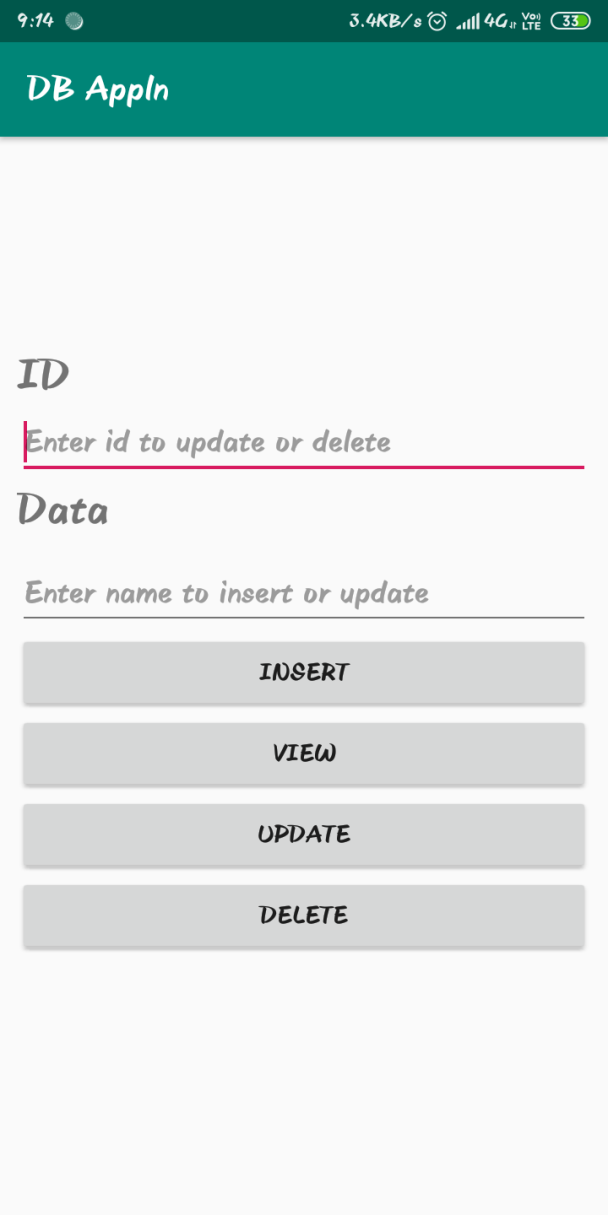 9:14 3.4KB/s 4G Vo) LTE 33
DB Appln
ID
Enter id to update or delete
Data
Enter name to insert or update
INSERT
VIEW
UPDATE
DELETE